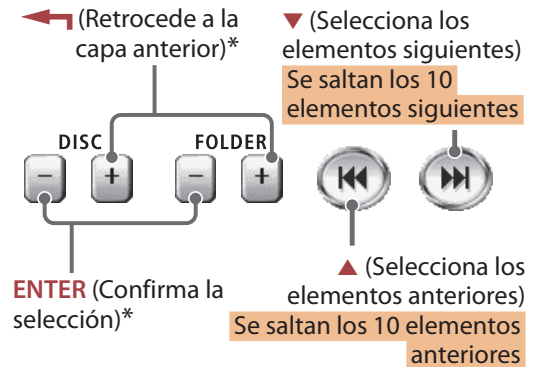 (Retrocede a la
capa anterior)*
▼ (Selecciona los
elementos siguientes)
Se saltan los 10
elementos siguientes
DISC
FOLDER
− + − +
ENTER (Confirma la
selección)*
▲ (Selecciona los
elementos anteriores)
Se saltan los 10 elementos
anteriores